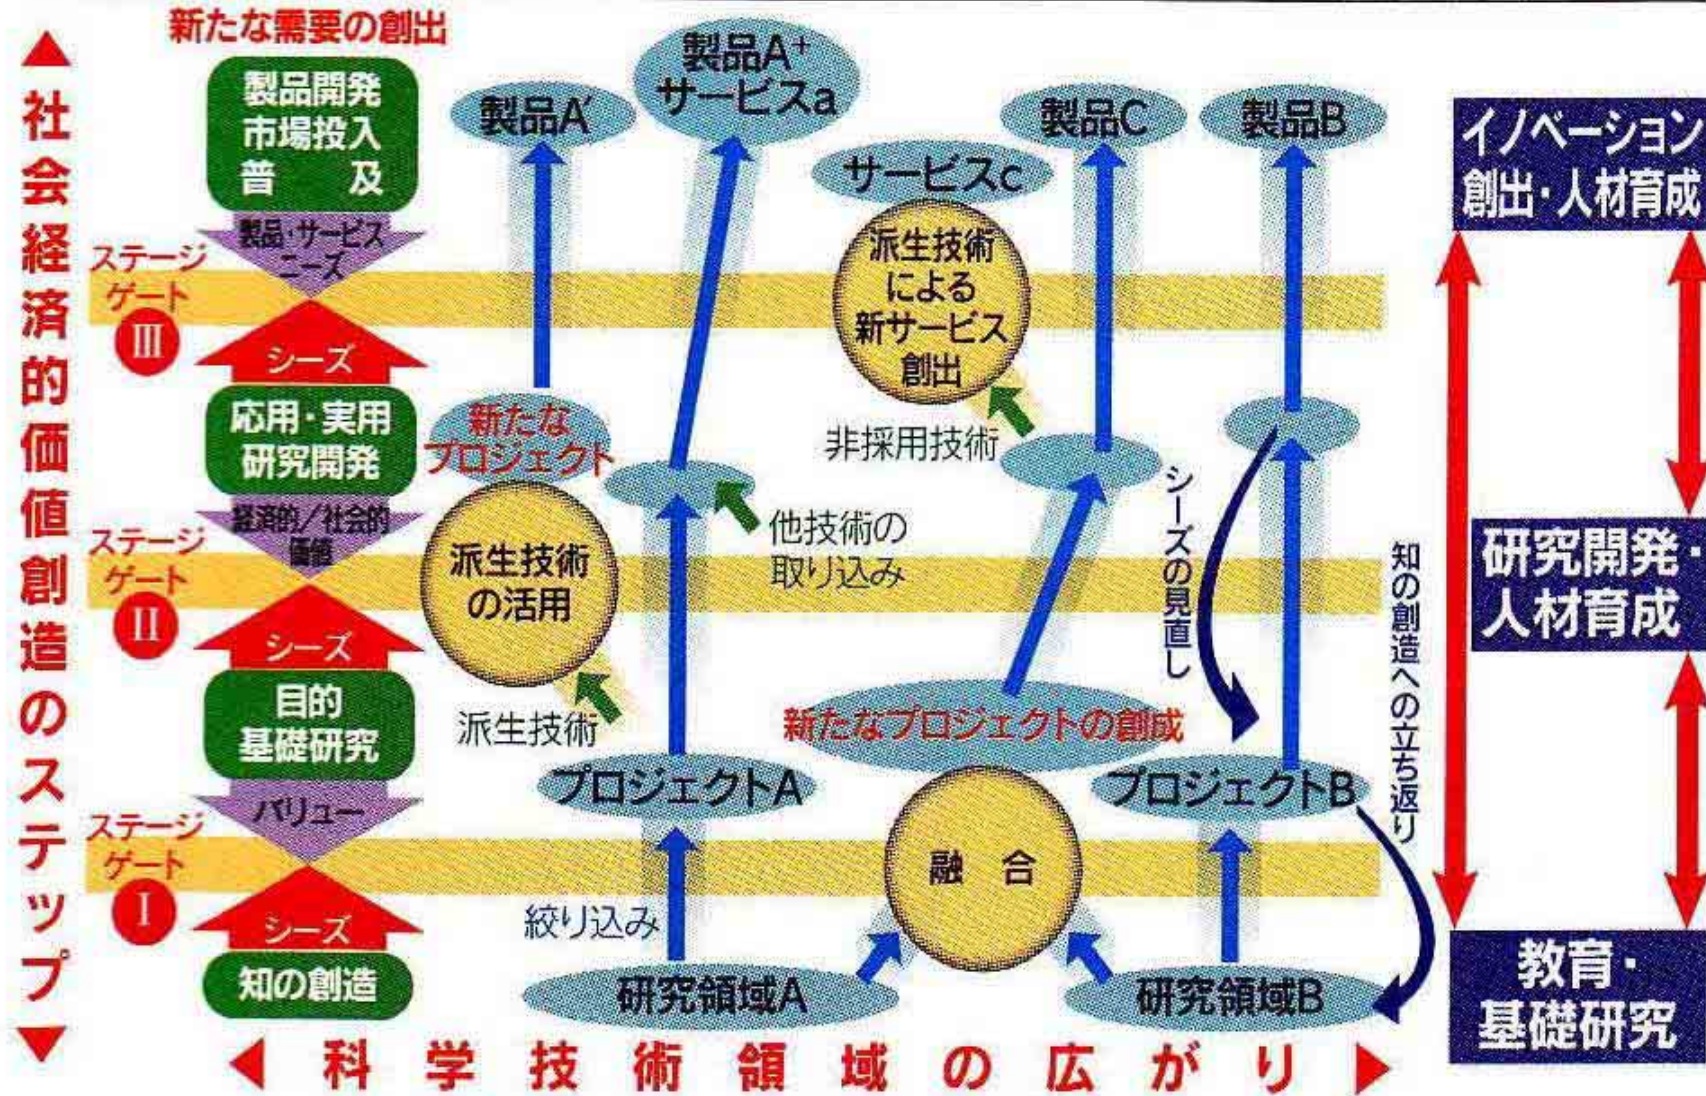 新たな需要の創出
社会経済的価値創造のステップ
製品開発
市場投入
普 及
製品・サービス
ニーズ
ステージ
ゲート
III
シーズ
応用・実用
研究開発
経済的/社会的
価値
ステージ
ゲート
II
シーズ
目的
基礎研究
バリュー
ステージ
ゲート
I
シーズ
知の創造
製品A′
製品A⁺
サービスa
サービスc
製品C
製品B
派生技術
による
新サービス
創出
非採用技術
新たな
プロジェクト
派生技術
の活用
他技術の
取り込み
派生技術
シーズの見直し
知の創造への立ち返り
新たなプロジェクトの創成
プロジェクトA
プロジェクトB
融 合
絞り込み
研究領域A
研究領域B
科学技術領域の広がり
イノベーション
創出・人材育成
研究開発・
人材育成
教育・
基礎研究